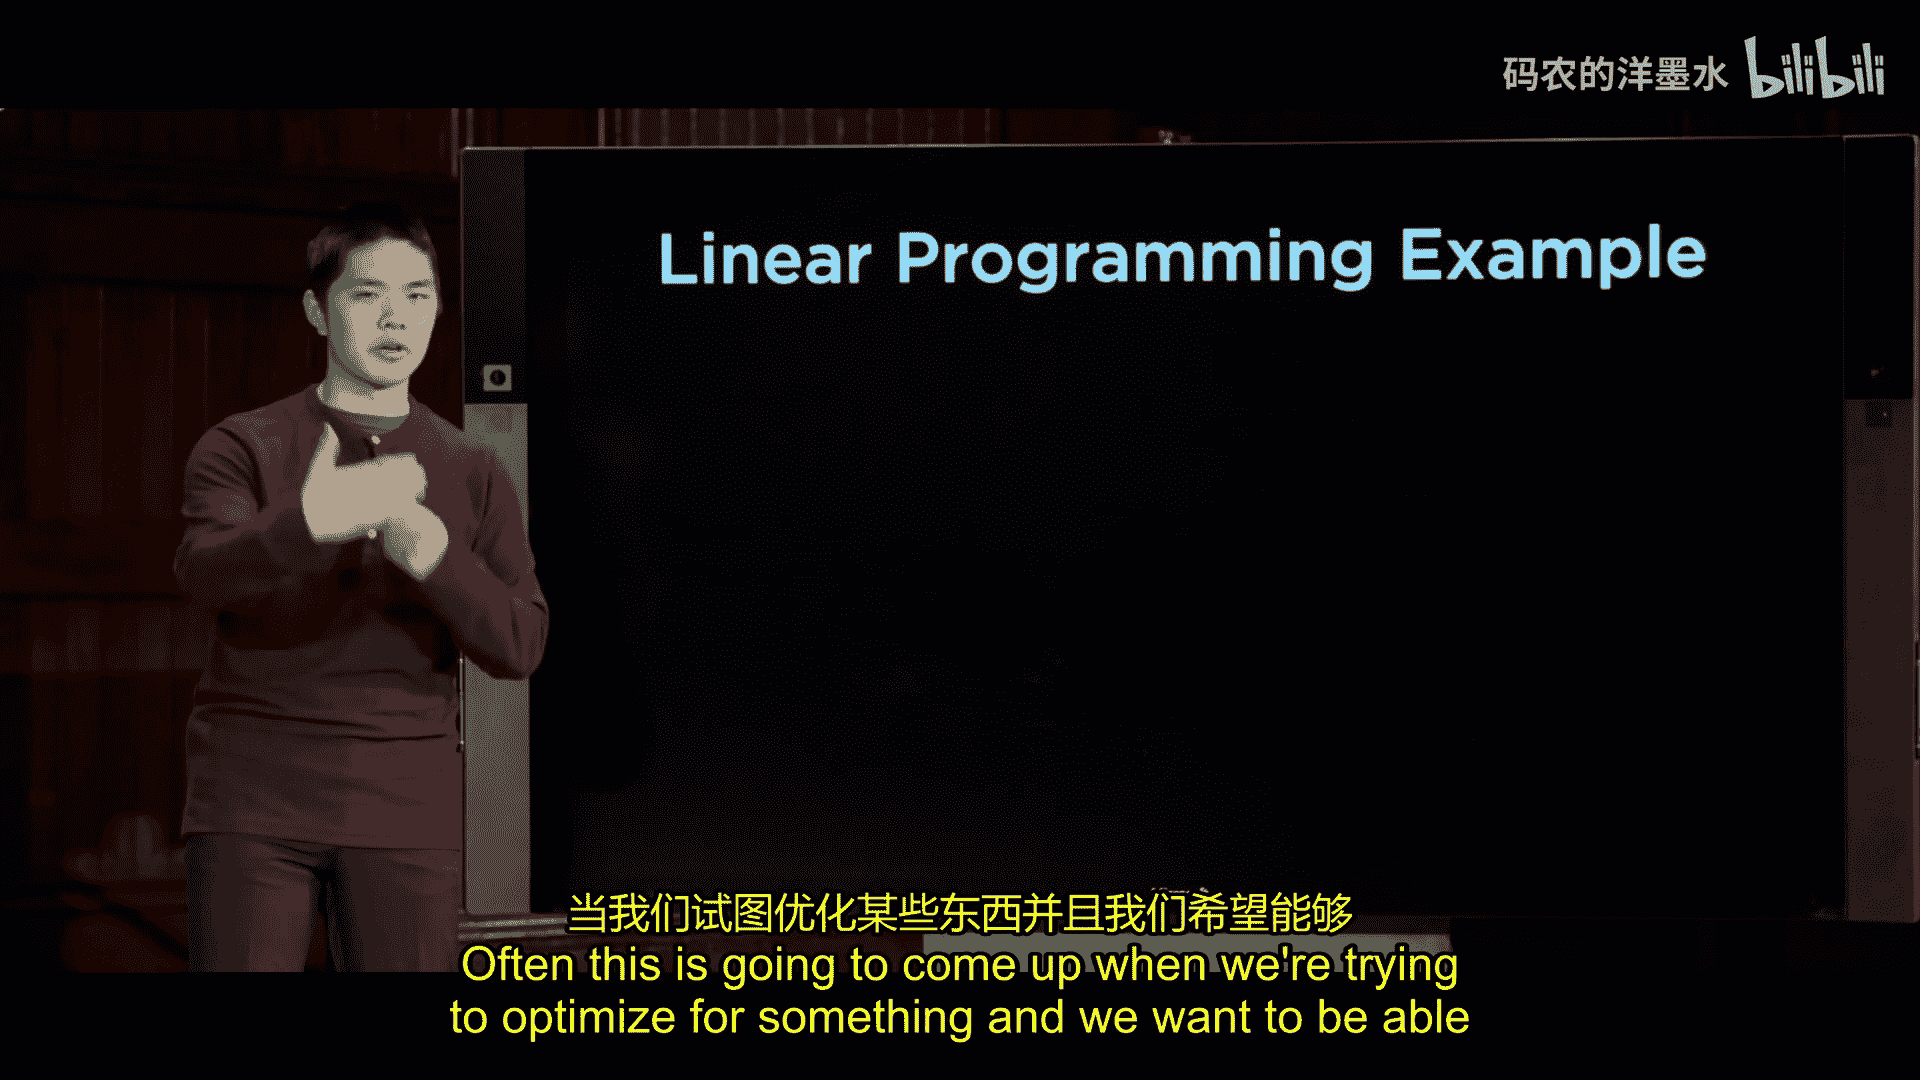 码农的洋墨水 bilibili
Linear Programming Example
当我们试图优化某些东西并且我们希望能够
Often this is going to come up when we're trying
to optimize for something and we want to be able